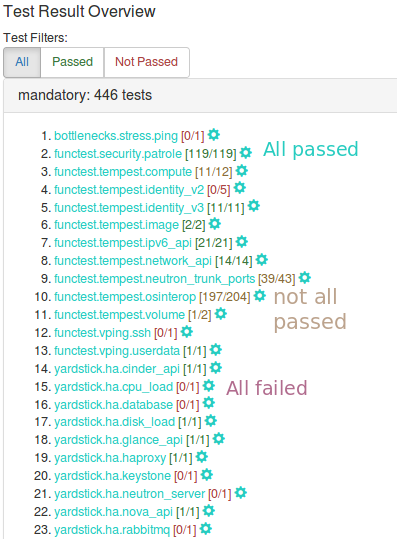 Test Result Overview
Test Filters:
All Passed Not Passed
mandatory: 446 tests
1. bottlenecks.stress.ping [0/1]
2. functest.security.patrole [119/119] All passed
3. functest.tempest.compute [11/12]
4. functest.tempest.identity_v2 [0/5]
5. functest.tempest.identity_v3 [11/11]
6. functest.tempest.image [2/2]
7. functest.tempest.ipv6_api [21/21]
8. functest.tempest.network_api [14/14]
9. functest.tempest.neutron_trunk_ports [39/43]
10. functest.tempest.osinterop [197/204] not all
11. functest.tempest.volume [1/2] passed
12. functest.vping.ssh [0/1]
13. functest.vping.userdata [1/1]
14. yardstick.ha.cinder_api [1/1]
15. yardstick.ha.cpu_load [0/1] All failed
16. yardstick.ha.database [0/1]
17. yardstick.ha.disk_load [1/1]
18. yardstick.ha.glance_api [1/1]
19. yardstick.ha.haproxy [1/1]
20. yardstick.ha.keystone [0/1]
21. yardstick.ha.neutron_server [0/1]
22. yardstick.ha.nova_api [1/1]
23. yardstick.ha.rabbitmq [0/1]